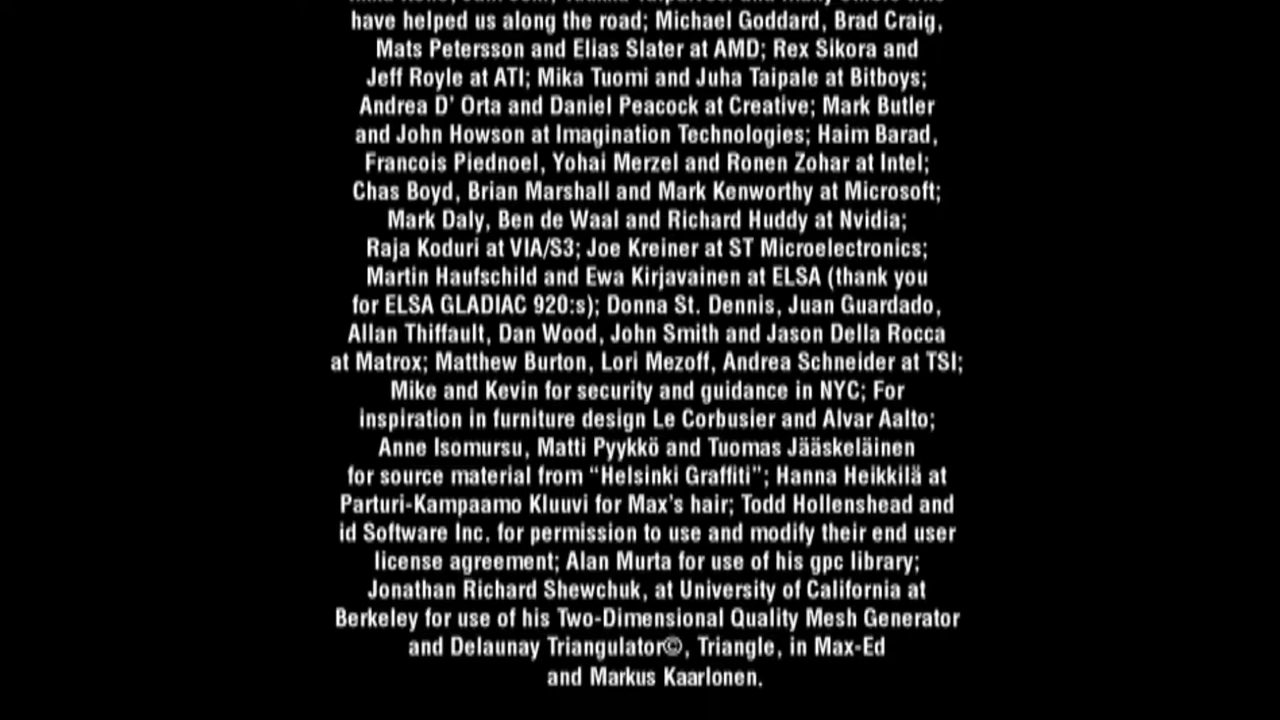 have helped us along the road; Michael Goddard, Brad Craig,
Mats Petersson and Elias Slater at AMD; Rex Sikora and
Jeff Royle at ATI; Mika Tuomi and Juha Taipale at Bitboys;
Andrea D' Orta and Daniel Peacock at Creative; Mark Butler
and John Howson at Imagination Technologies; Haim Barad,
Francois Piednoel, Yohai Merzel and Ronen Zohar at Intel;
Chas Boyd, Brian Marshall and Mark Kenworthy at Microsoft;
Mark Daly, Ben de Waal and Richard Huddy at Nvidia;
Raja Koduri at VIA/S3; Joe Kreiner at ST Microelectronics;
Martin Haufschild and Ewa Kirjavainen at ELSA (thank you
for ELSA GLADIAC 920:s); Donna St. Dennis, Juan Guardado,
Allan Thiffault, Dan Wood, John Smith and Jason Della Rocca
at Matrox; Matthew Burton, Lori Mezoff, Andrea Schneider at TSI;
Mike and Kevin for security and guidance in NYC; For
inspiration in furniture design Le Corbusier and Alvar Aalto;
Anne Isomursu, Matti Pyykkö and Tuomas Jääskeläinen
for source material from “Helsinki Graffiti”; Hanna Heikkilä at
Parturi-Kampaamo Kluuvi for Max's hair; Todd Hollenshead and
id Software Inc. for permission to use and modify their end user
license agreement; Alan Murta for use of his gpc library;
Jonathan Richard Shewchuk, at University of California at
Berkeley for use of his Two-Dimensional Quality Mesh Generator
and Delaunay Triangulator©, Triangle, in Max-Ed
and Markus Kaarlonen.